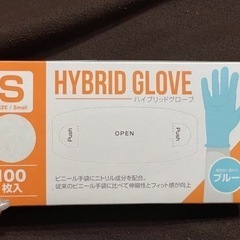 S
SIZE / Small
HYBRID GLOVE
ハイブリッドグローブ
Push
OPEN
Push
100
枚入
ブルー
ビニール手袋にニトリル成分を配合。
従来のビニール手袋に比べて伸縮性とフィット感が向上